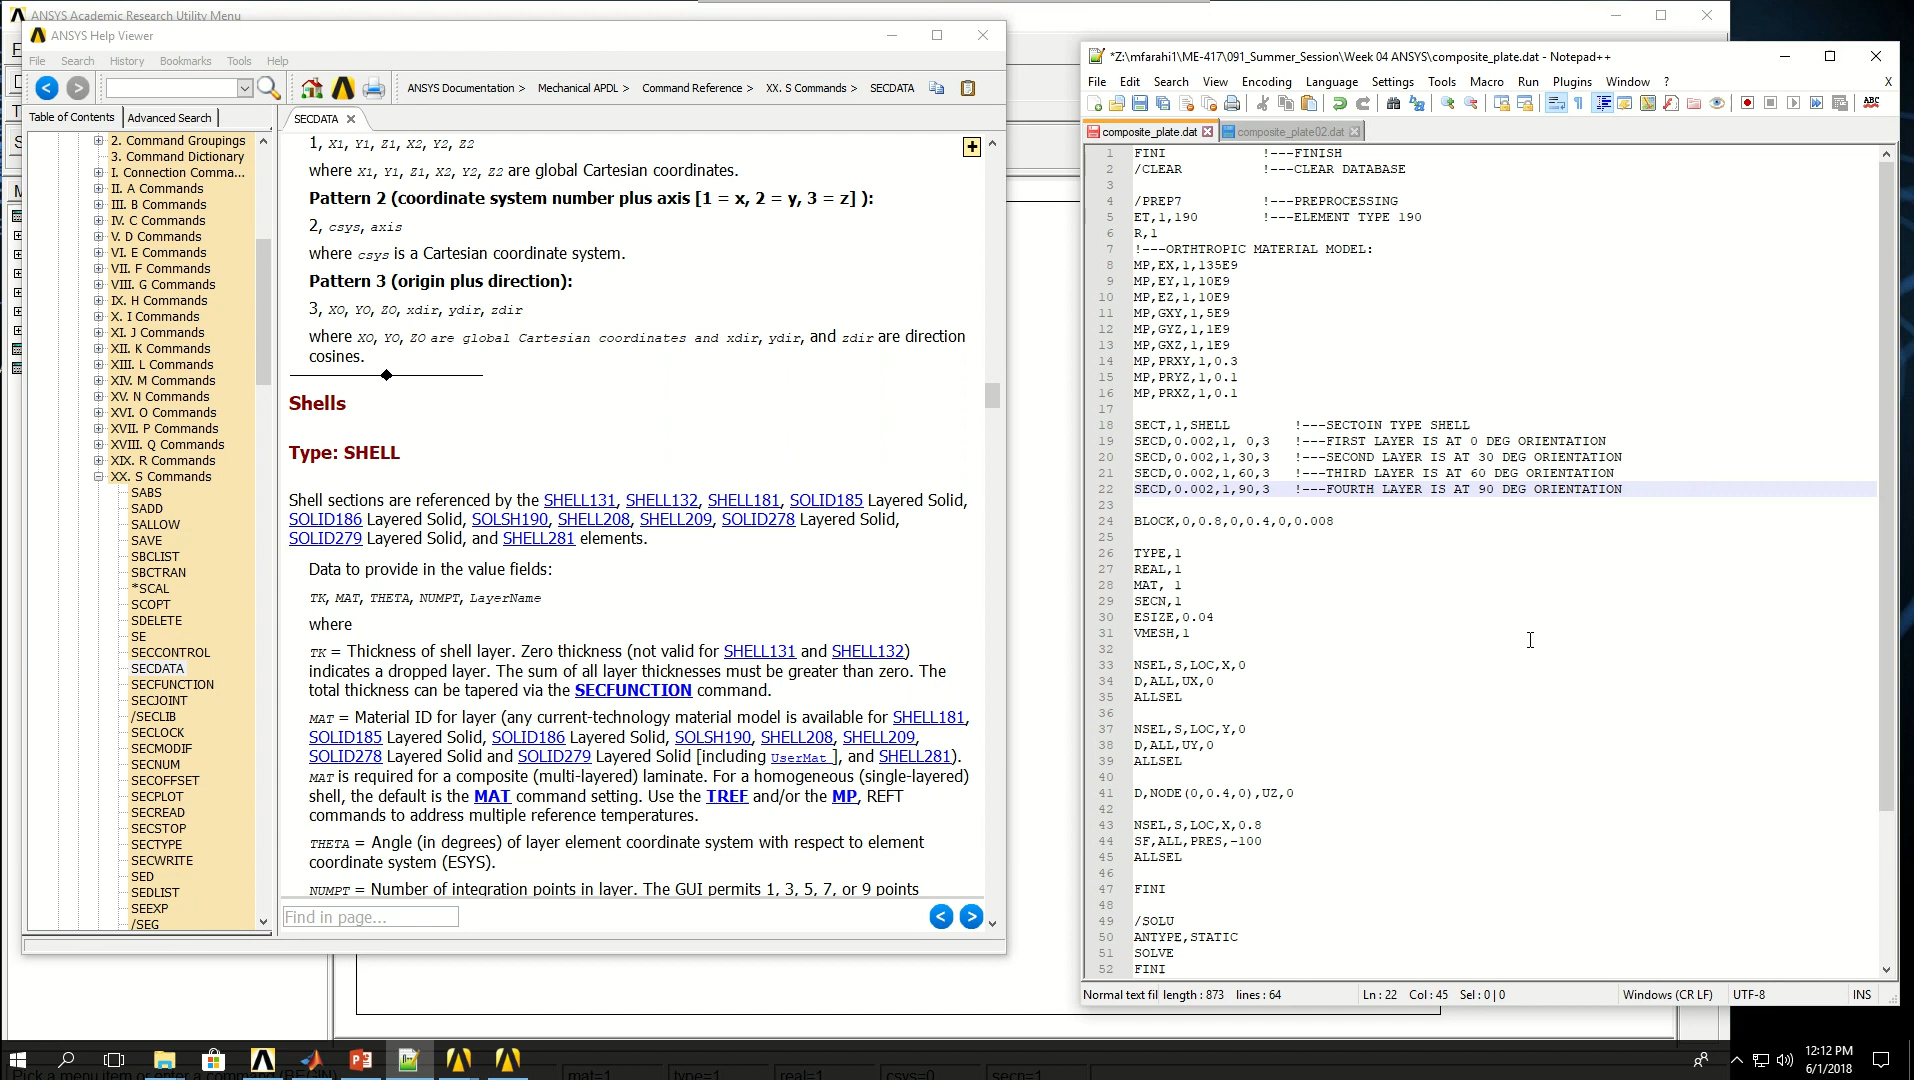 ANSYS Academic Research Utility Menu
ANSYS Help Viewer
File Search History Bookmarks Tools Help
ANSYS Documentation > Mechanical APDL > Command Reference > XX. S Commands > SECDATA
Table of Contents Advanced Search
SECDATA
2. Command Groupings
3. Command Dictionary
I. Connection Comma...
II. A Commands
III. B Commands
IV. C Commands
V. D Commands
VI. E Commands
VII. F Commands
VIII. G Commands
IX. H Commands
X. I Commands
XI. J Commands
XII. K Commands
XIII. L Commands
XIV. M Commands
XV. N Commands
XVI. O Commands
XVII. P Commands
XVIII. Q Commands
XIX. R Commands
XX. S Commands
SABS
SADD
SALLOW
SAVE
SBCLIST
SBCTRAN
*SCAL
SCOPT
SDELETE
SE
SECCONTROL
SECDATA
SECFUNCTION
SECJOINT
/SECLIB
SECLOCK
SECMODIF
SECNUM
SECOFFSET
SECPLOT
SECREAD
SECSTOP
SECTYPE
SECWRITE
SED
SEDLIST
SEEXP
/SEG
1, X1, Y1, Z1, X2, Y2, Z2
where X1, Y1, Z1, X2, Y2, Z2 are global Cartesian coordinates.
Pattern 2 (coordinate system number plus axis [1 = x, 2 = y, 3 = z] ):
2, csys, axis
where csys is a Cartesian coordinate system.
Pattern 3 (origin plus direction):
3, XO, YO, ZO, xdir, ydir, zdir
where XO, YO, ZO are global Cartesian coordinates and xdir, ydir, and zdir are direction
cosines.
Shells
Type: SHELL
Shell sections are referenced by the SHELL131, SHELL132, SHELL181, SOLID185 Layered Solid,
SOLID186 Layered Solid, SOLSH190, SHELL208, SHELL209, SOLID278 Layered Solid,
SOLID279 Layered Solid, and SHELL281 elements.
Data to provide in the value fields:
TK, MAT, THETA, NUMPT, LayerName
where
TK = Thickness of shell layer. Zero thickness (not valid for SHELL131 and SHELL132)
indicates a dropped layer. The sum of all layer thicknesses must be greater than zero. The
total thickness can be tapered via the SECFUNCTION command.
MAT = Material ID for layer (any current-technology material model is available for SHELL181,
SOLID185 Layered Solid, SOLID186 Layered Solid, SOLSH190, SHELL208, SHELL209,
SOLID278 Layered Solid and SOLID279 Layered Solid [including UserMat ], and SHELL281).
MAT is required for a composite (multi-layered) laminate. For a homogeneous (single-layered)
shell, the default is the MAT command setting. Use the TREF and/or the MP, REFT
commands to address multiple reference temperatures.
THETA = Angle (in degrees) of layer element coordinate system with respect to element
coordinate system (ESYS).
NUMPT = Number of integration points in layer. The GUI permits 1, 3, 5, 7, or 9 points
Find in page...
*Z:\mfarahi1\ME-417\091_Summer_Session\Week 04 ANSYS\composite_plate.dat - Notepad++
File Edit Search View Encoding Language Settings Tools Macro Run Plugins Window ? X
composite_plate.dat composite_plate02.dat
1 FINI !---FINISH
2 /CLEAR !---CLEAR DATABASE
3
4 /PREP7 !---PREPROCESSING
5 ET,1,190 !---ELEMENT TYPE 190
6 R,1
7 !---ORTHTROPIC MATERIAL MODEL:
8 MP,EX,1,135E9
9 MP,EY,1,10E9
10 MP,EZ,1,10E9
11 MP,GXY,1,5E9
12 MP,GYZ,1,1E9
13 MP,GXZ,1,1E9
14 MP,PRXY,1,0.3
15 MP,PRYZ,1,0.1
16 MP,PRXZ,1,0.1
17
18 SECT,1,SHELL !---SECTOIN TYPE SHELL
19 SECD,0.002,1, 0,3 !---FIRST LAYER IS AT 0 DEG ORIENTATION
20 SECD,0.002,1,30,3 !---SECOND LAYER IS AT 30 DEG ORIENTATION
21 SECD,0.002,1,60,3 !---THIRD LAYER IS AT 60 DEG ORIENTATION
22 SECD,0.002,1,90,3 !---FOURTH LAYER IS AT 90 DEG ORIENTATION
23
24 BLOCK,0,0.8,0,0.4,0,0.008
25
26 TYPE,1
27 REAL,1
28 MAT, 1
29 SECN,1
30 ESIZE,0.04
31 VMESH,1
32
33 NSEL,S,LOC,X,0
34 D,ALL,UX,0
35 ALLSEL
36
37 NSEL,S,LOC,Y,0
38 D,ALL,UY,0
39 ALLSEL
40
41 D,NODE(0,0.4,0),UZ,0
42
43 NSEL,S,LOC,X,0.8
44 SF,ALL,PRES,-100
45 ALLSEL
46
47 FINI
48
49 /SOLU
50 ANTYPE,STATIC
51 SOLVE
52 FINI
Normal text fil length : 873 lines : 64 Ln : 22 Col : 45 Sel : 0 | 0 Windows (CR LF) UTF-8 INS
12:12 PM
6/1/2018
Pick a menu item or enter a command (BEGIN) mat=1 type=1 real=1 csys=0 secn=1